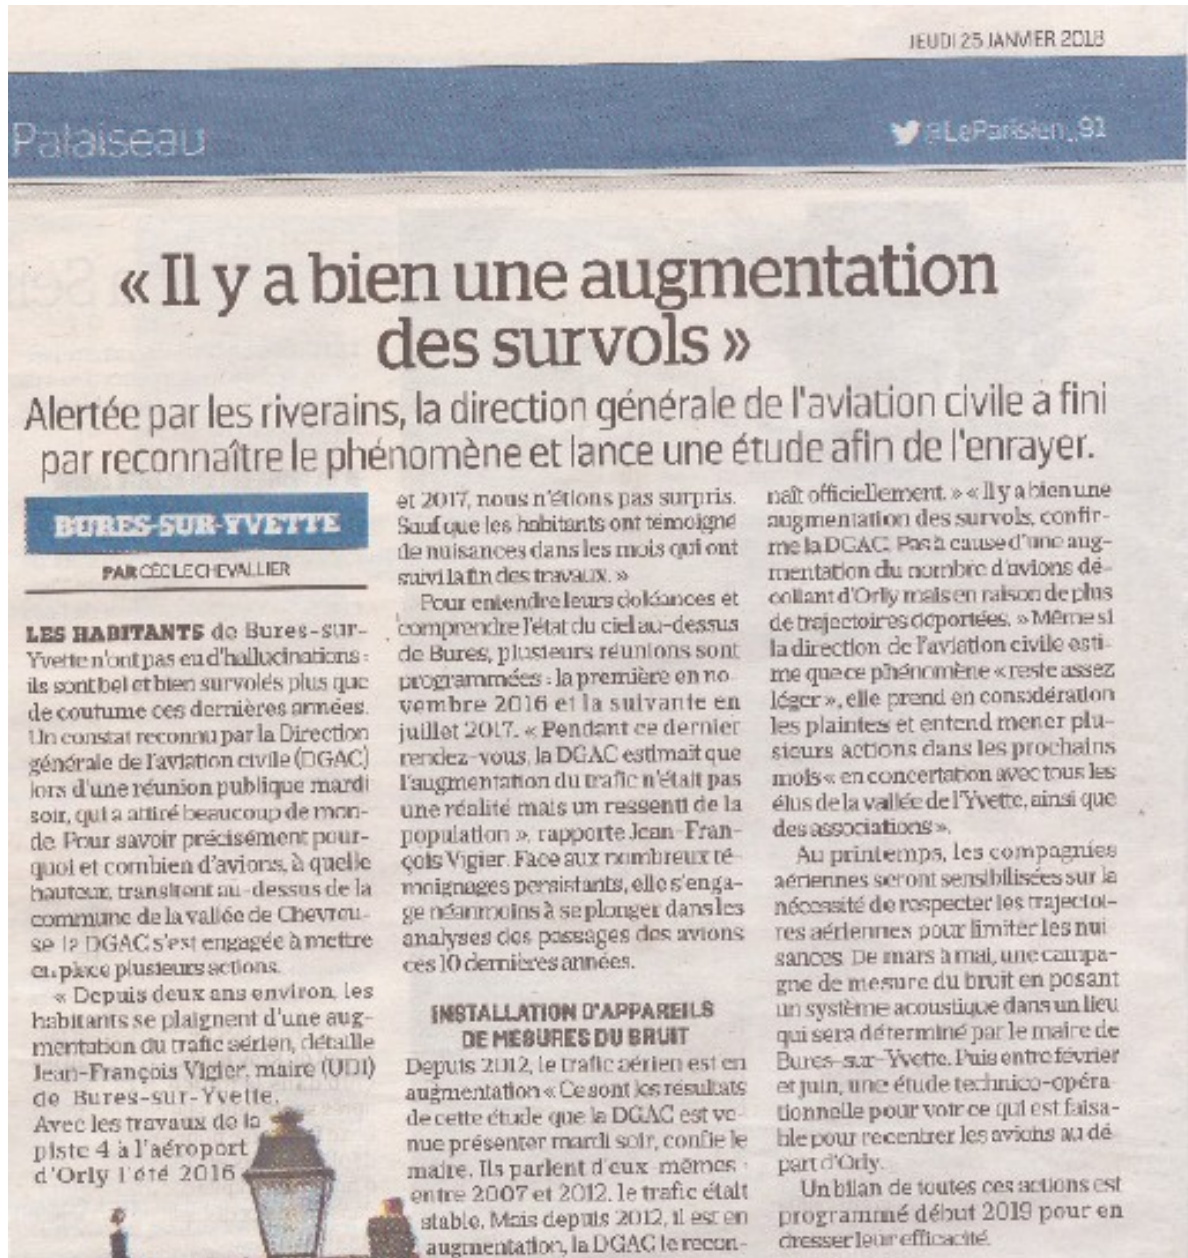 JEUDI 25 JANVIER 2018
Palaiseau
@LeParisien_91
« Il y a bien une augmentation
des survols »
Alertée par les riverains, la direction générale de l'aviation civile a fini
par reconnaître le phénomène et lance une étude afin de l'enrayer.
BURES-SUR-YVETTE
PAR CÉCILE CHEVALLIER
LES HABITANTS de Bures-sur-
Yvette n'ont pas eu d'hallucinations :
ils sont bel et bien survolés plus que
de coutume ces dernières années.
Un constat reconnu par la Direction
générale de l'aviation civile (DGAC)
lors d'une réunion publique mardi
soir, qui a attiré beaucoup de mon-
de. Pour savoir précisément pour-
quoi et combien d'avions, à quelle
hauteur, transitent au-dessus de la
commune de la vallée de Chevreu-
se la DGAC s'est engagée à mettre
en place plusieurs actions.
« Depuis deux ans environ, les
habitants se plaignent d'une aug-
mentation du trafic aérien, détaille
Jean-François Vigier, maire (UDI)
de Bures-sur-Yvette.
Avec les travaux de la
piste 4 à l'aéroport
d'Orly l'été 2016
et 2017, nous n'étions pas surpris.
Sauf que les habitants ont témoigné
de nuisances dans les mois qui ont
suivi la fin des travaux. »
Pour entendre leurs doléances et
comprendre l'état du ciel au-dessus
de Bures, plusieurs réunions sont
programmées : la première en no-
vembre 2016 et la suivante en
juillet 2017. « Pendant ce dernier
rendez-vous, la DGAC estimait que
l'augmentation du trafic n'était pas
une réalité mais un ressenti de la
population », rapporte Jean-Fran-
çois Vigier. Face aux nombreux té-
moignages persistants, elle s'enga-
ge néanmoins à se plonger dans les
analyses des passages des avions
ces 10 dernières années.
INSTALLATION D'APPAREILS
DE MESURES DU BRUIT
Depuis 2012, le trafic aérien est en
augmentation « Ce sont les résultats
de cette étude que la DGAC est ve-
nue présenter mardi soir, confie le
maire. Ils parlent d'eux-mêmes :
entre 2007 et 2012, le trafic était
stable. Mais depuis 2012, il est en
augmentation, la DGAC le recon-
naît officiellement. » « Il y a bien une
augmentation des survols, confir-
me la DGAC. Pas à cause d'une aug-
mentation du nombre d'avions dé-
collant d'Orly mais en raison de plus
de trajectoires déportées. » Même si
la direction de l'aviation civile esti-
me que ce phénomène « reste assez
léger », elle prend en considération
les plaintes et entend mener plu-
sieurs actions dans les prochains
mois « en concertation avec tous les
élus de la vallée de l'Yvette, ainsi que
des associations ».
Au printemps, les compagnies
aériennes seront sensibilisées sur la
nécessité de respecter les trajectoi-
res aériennes pour limiter les nui-
sances. De mars à mai, une campa-
gne de mesure du bruit en posant
un système acoustique dans un lieu
qui sera déterminé par le maire de
Bures-sur-Yvette. Puis entre février
et juin, une étude technico-opéra-
tionnelle pour voir ce qui est faisa-
ble pour recentrer les avions au dé-
part d'Orly.
Un bilan de toutes ces actions est
programmé début 2019 pour en
dresser leur efficacité.